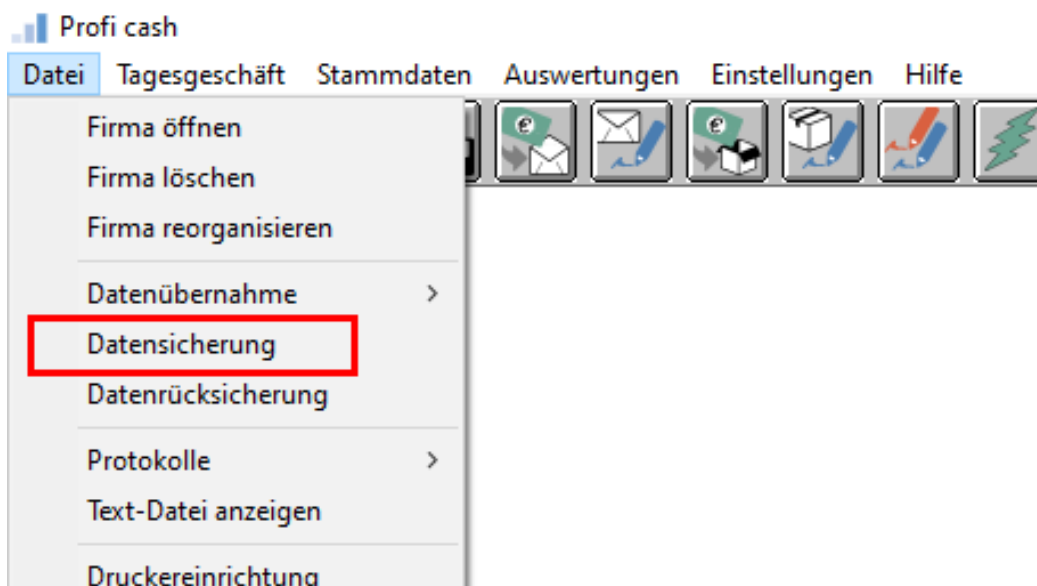 Profi cash
Datei Tagesgeschäft Stammdaten Auswertungen Einstellungen Hilfe
Firma öffnen
Firma löschen
Firma reorganisieren
Datenübernahme
Datensicherung
Datenrücksicherung
Protokolle
Text-Datei anzeigen
Druckereinrichtung